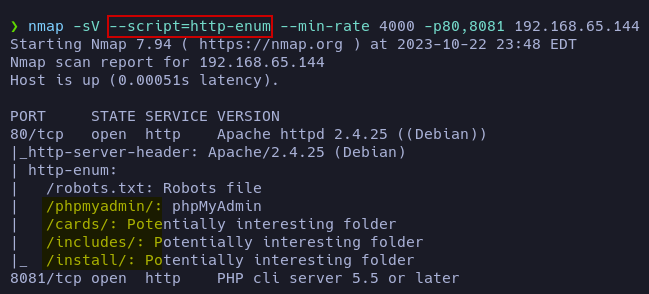 ❯ nmap -sV --script=http-enum --min-rate 4000 -p80,8081 192.168.65.144
Starting Nmap 7.94 ( https://nmap.org ) at 2023-10-22 23:48 EDT
Nmap scan report for 192.168.65.144
Host is up (0.00051s latency).

PORT     STATE SERVICE VERSION
80/tcp   open  http    Apache httpd 2.4.25 ((Debian))
|_http-server-header: Apache/2.4.25 (Debian)
| http-enum:
|   /robots.txt: Robots file
|   /phpmyadmin/: phpMyAdmin
|   /cards/: Potentially interesting folder
|   /includes/: Potentially interesting folder
|_  /install/: Potentially interesting folder
8081/tcp open  http    PHP cli server 5.5 or later